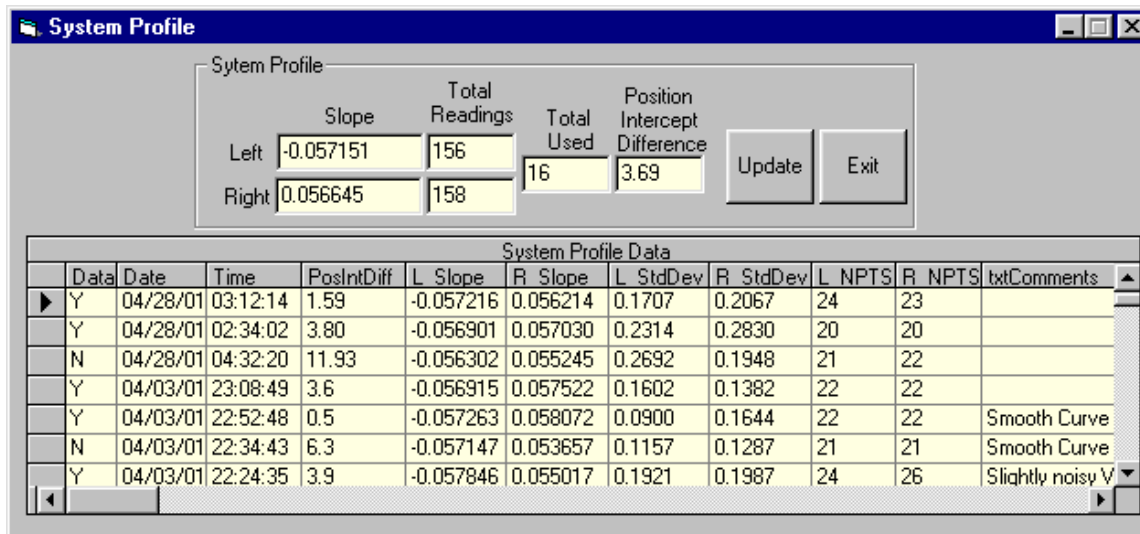 System Profile
Sytem Profile
Slope Total Readings Total Used Position Intercept Difference
Left -0.057151 156 16 3.69 Update Exit
Right 0.056645 158
System Profile Data
Data Date Time PosIntDiff L_Slope R_Slope L_StdDev R_StdDev L_NPTS R_NPTS txtComments
Y 04/28/01 03:12:14 1.59 -0.057216 0.056214 0.1707 0.2067 24 23
Y 04/28/01 02:34:02 3.80 -0.056901 0.057030 0.2314 0.2830 20 20
N 04/28/01 04:32:20 11.93 -0.056302 0.055245 0.2692 0.1948 21 22
Y 04/03/01 23:08:49 3.6 -0.056915 0.057522 0.1602 0.1382 22 22
Y 04/03/01 22:52:48 0.5 -0.057263 0.058072 0.0900 0.1644 22 22 Smooth Curve
N 04/03/01 22:34:43 6.3 -0.057147 0.053657 0.1157 0.1287 21 21 Smooth Curve
Y 04/03/01 22:24:35 3.9 -0.057846 0.055017 0.1921 0.1987 24 26 Slightly noisy V